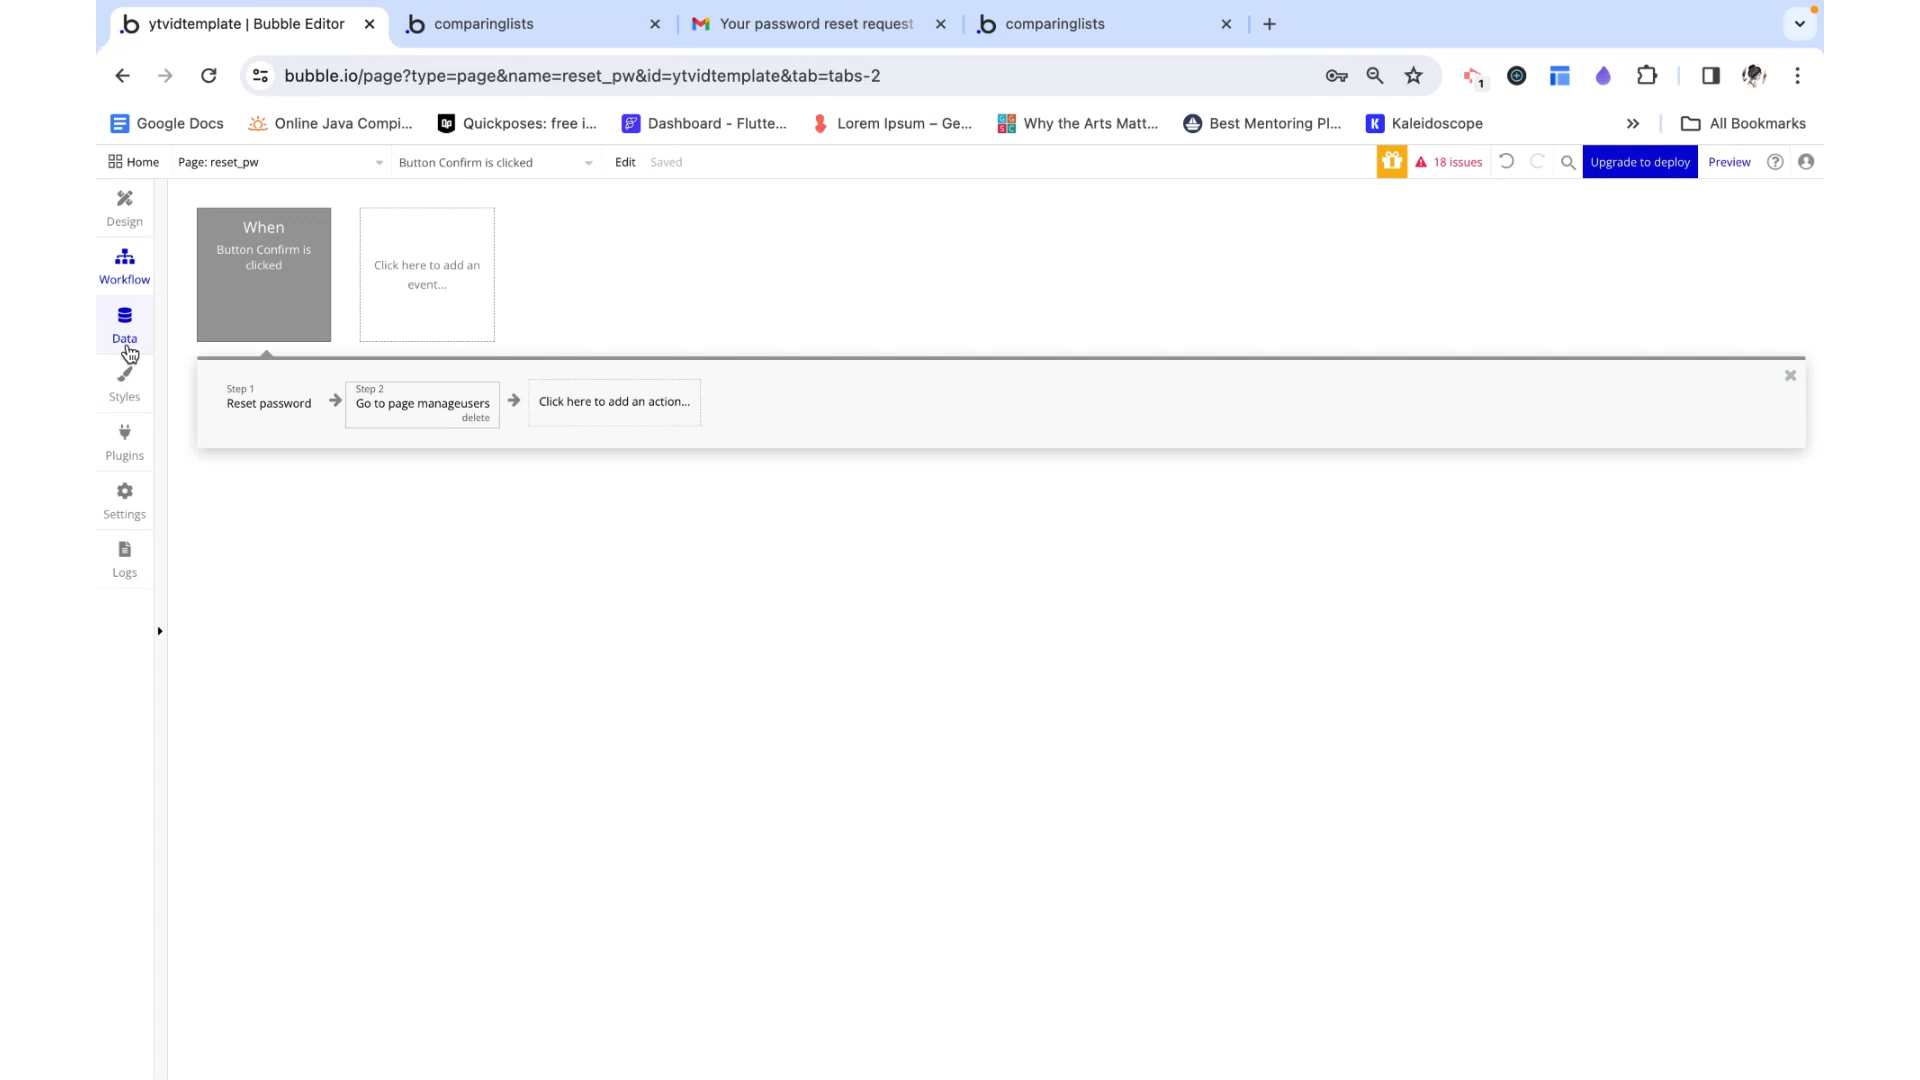 ytvidtemplate | Bubble Editor
comparinglists
Your password reset request
comparinglists
bubble.io/page?type=page&name=reset_pw&id=ytvidtemplate&tab=tabs-2
1
Google Docs
Online Java Compi...
Quickposes: free i...
Dashboard - Flutte...
Lorem Ipsum – Ge...
Why the Arts Matt...
Best Mentoring Pl...
Kaleidoscope
All Bookmarks
Home
Page: reset_pw
Button Confirm is clicked
Edit
Saved
18 issues
Upgrade to deploy
Preview
Design
Workflow
Data
Styles
Plugins
Settings
Logs
When
Button Confirm is
clicked
Click here to add an
event...
Step 1
Reset password
Step 2
Go to page manageusers
delete
Click here to add an action...